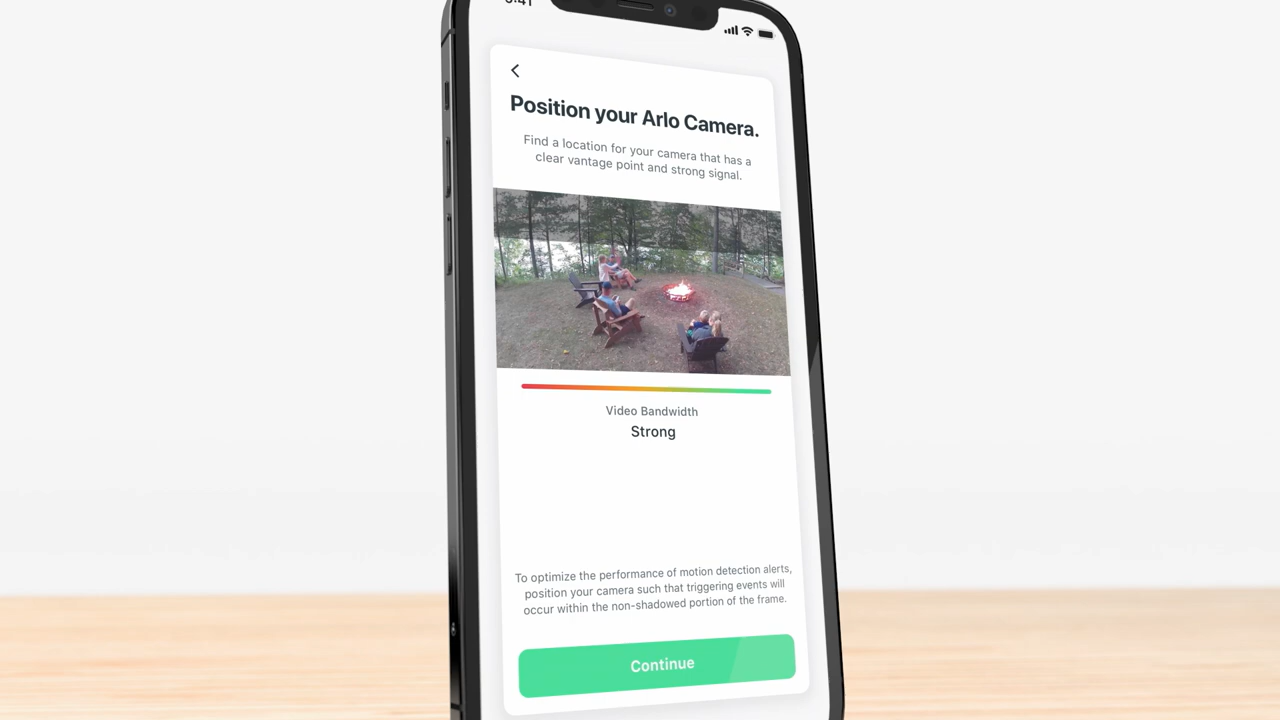 9:41
Position your Arlo Camera.
Find a location for your camera that has a
clear vantage point and strong signal.
Video Bandwidth
Strong
To optimize the performance of motion detection alerts,
position your camera such that triggering events will
occur within the non-shadowed portion of the frame.
Continue